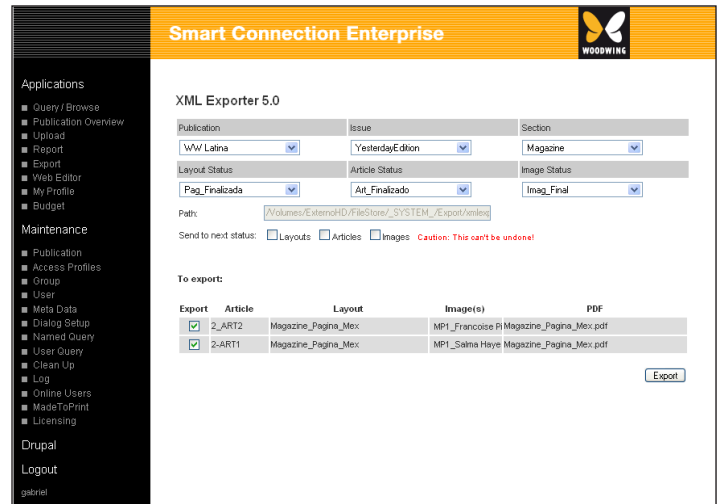 Smart Connection Enterprise
WOODWING
Applications
Query / Browse
Publication Overview
Upload
Report
Export
Web Editor
My Profile
Budget
Maintenance
Publication
Access Profiles
Group
User
Meta Data
Dialog Setup
Named Query
User Query
Clean Up
Log
Online Users
MadeToPrint
Licensing
Drupal
Logout
gabriel
XML Exporter 5.0
Publication Issue Section
WW Latina YesterdayEdition Magazine
Layout Status Article Status Image Status
Pag_Finalizada Art_Finalizado Imag_Final
Path: /Volumes/ExternoHD/FileStore/_SYSTEM_/Export/xmlexp
Send to next status: Layouts Articles Images Caution: This can't be undone!
To export:
Export Article Layout Image(s) PDF
2_ART2 Magazine_Pagina_Mex MP1_Francoise Pi Magazine_Pagina_Mex.pdf
2-ART1 Magazine_Pagina_Mex MP1_Salma Haye Magazine_Pagina_Mex.pdf
Export